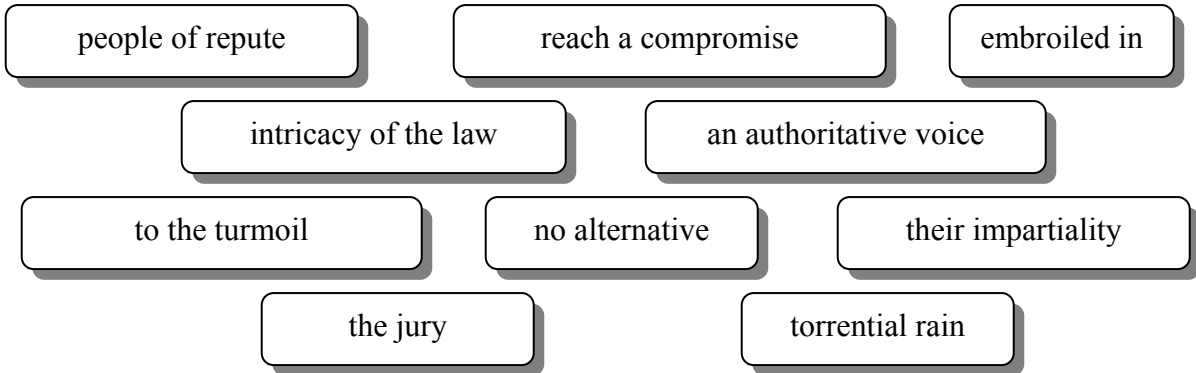 people of repute
reach a compromise
embroiled in
intricacy of the law
an authoritative voice
to the turmoil
no alternative
their impartiality
the jury
torrential rain